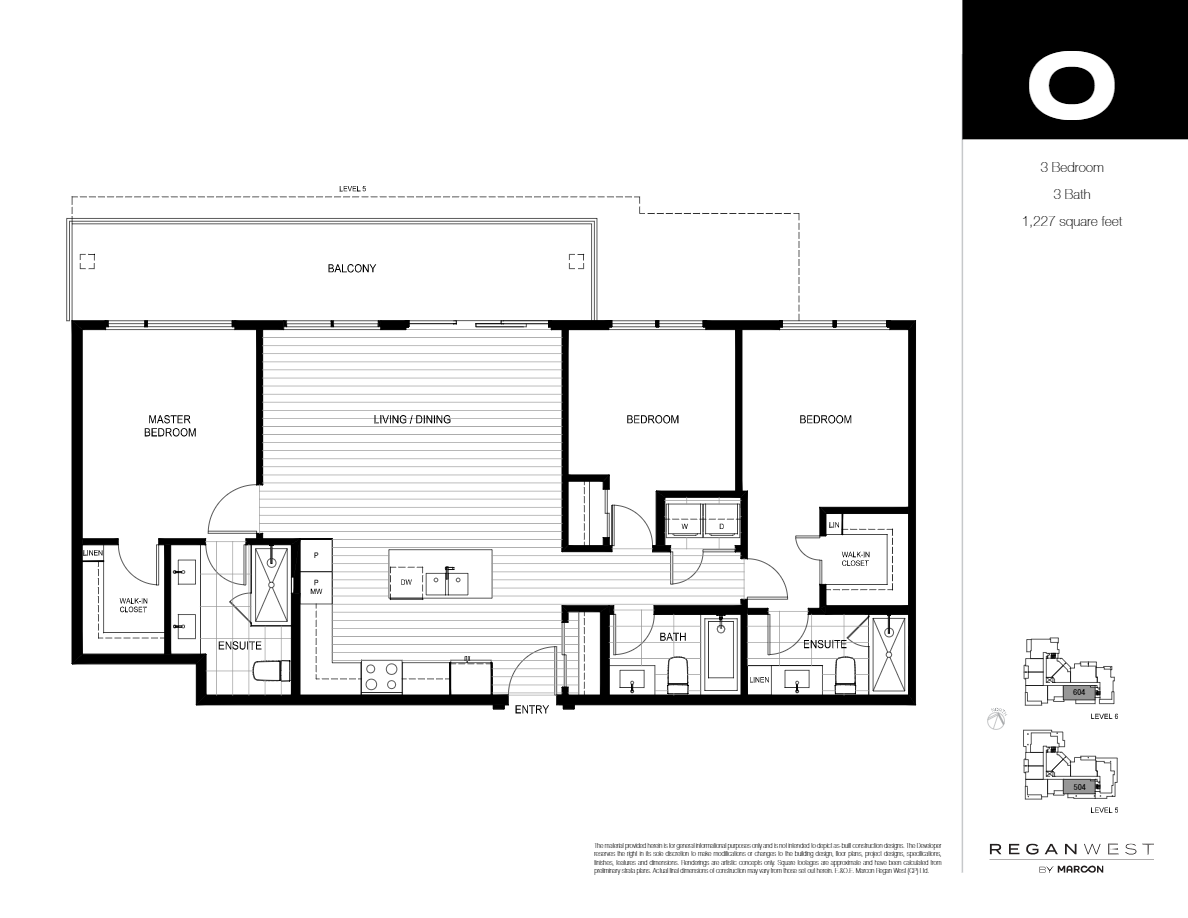 O
3 Bedroom
3 Bath
1,227 square feet
LEVEL 5
BALCONY
MASTER
BEDROOM
LIVING / DINING
BEDROOM
BEDROOM
W
D
LIN
WALK-IN
CLOSET
LINEN
WALK-IN
CLOSET
P
P
MW
DW
ENSUITE
BATH
ENSUITE
LINEN
ENTRY
604
LEVEL 6
504
LEVEL 5
The material provided herein is for general informational purposes only and is not intended to depict as-built construction designs. The Developer
reserves the right in its sole discretion to make modifications or changes to the building design, floor plans, project designs, specifications,
finishes, features and dimensions. Renderings are artistic concepts only. Square footages are approximate and have been calculated from
preliminary strata plans. Actual final dimensions of construction may vary from those set out herein. E.&O.E. Marcon Regan West (GP) Ltd.
REGANWEST
BY MARCON